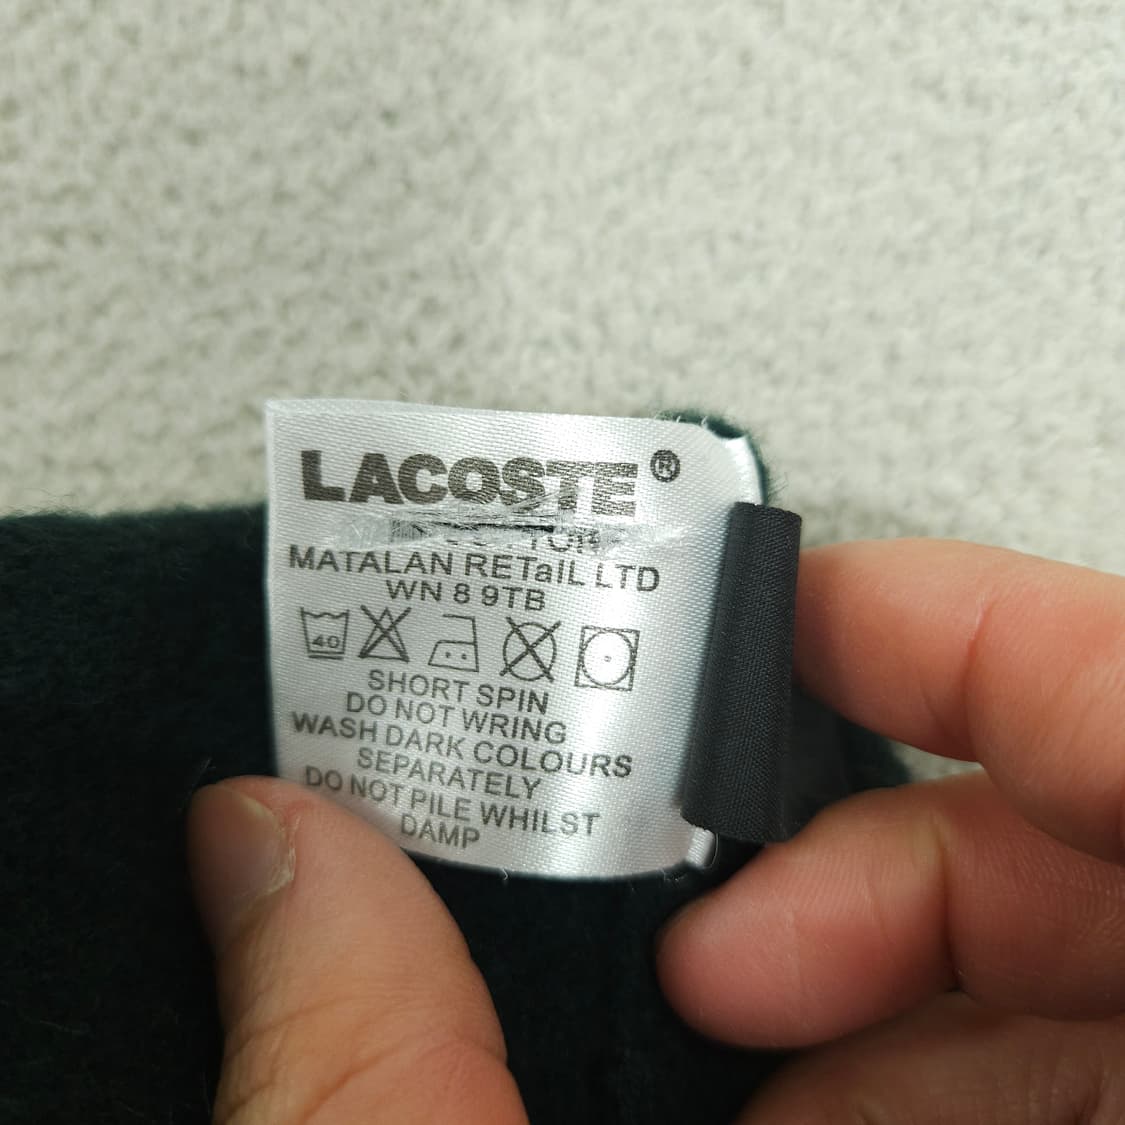 LACOSTE ®
MATALAN RETaIL LTD
WN 8 9TB
40
SHORT SPIN
DO NOT WRING
WASH DARK COLOURS
SEPARATELY
DO NOT PILE WHILST
DAMP